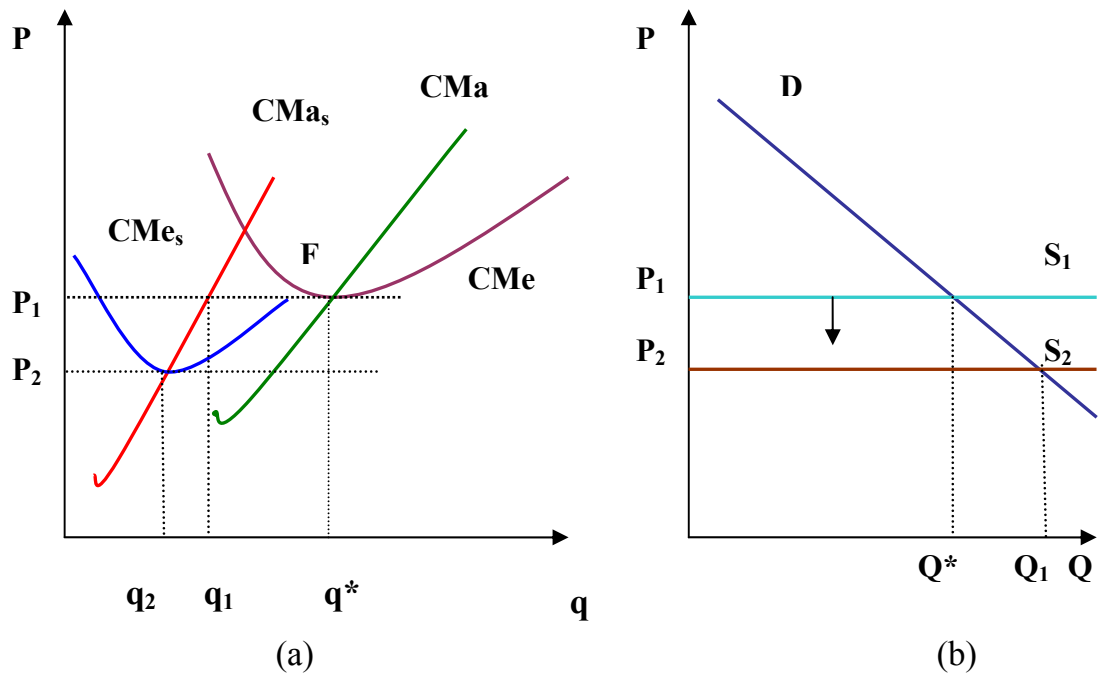 P
CMa
CMaₛ
CMeₛ
F
CMe
P₁
P₂
q₂ q₁ q* q
(a)
P
D
S₁
P₁
S₂
P₂
Q* Q₁ Q
(b)